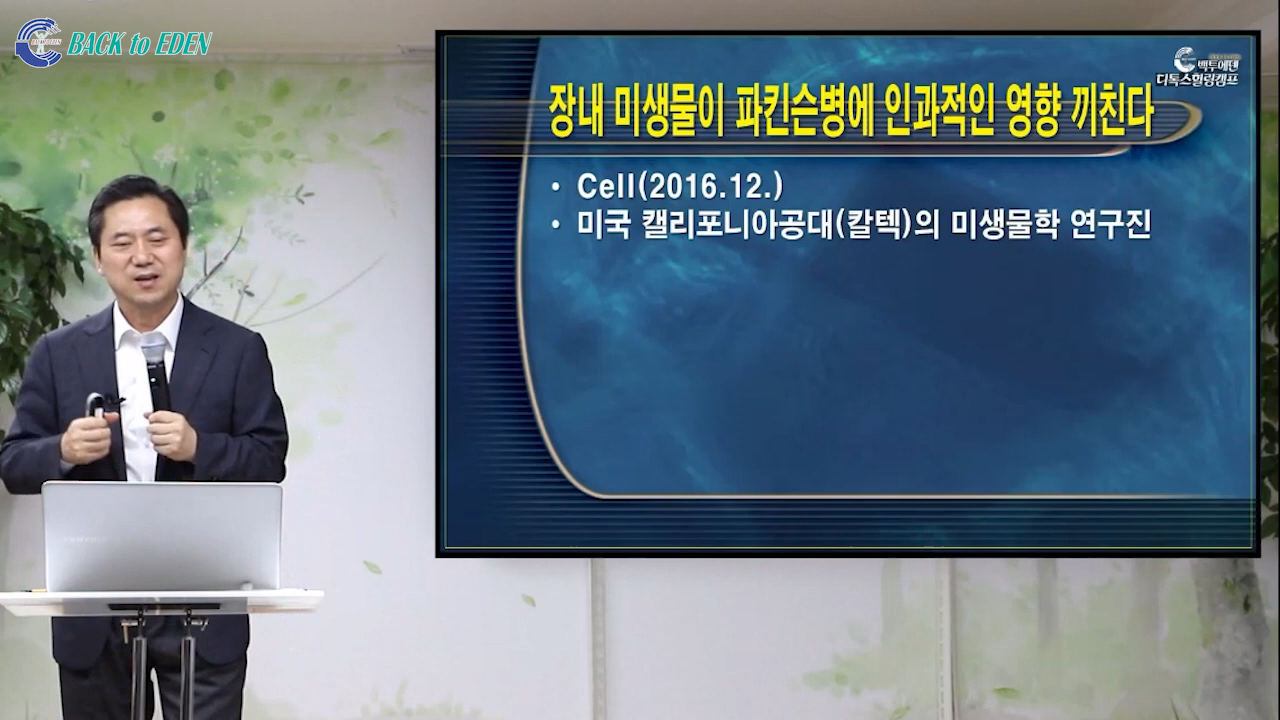 BACK to EDEN
백투에덴
디톡스힐링캠프
장내 미생물이 파킨슨병에 인과적인 영향 끼친다
• Cell(2016.12.)
• 미국 캘리포니아공대(칼텍)의 미생물학 연구진